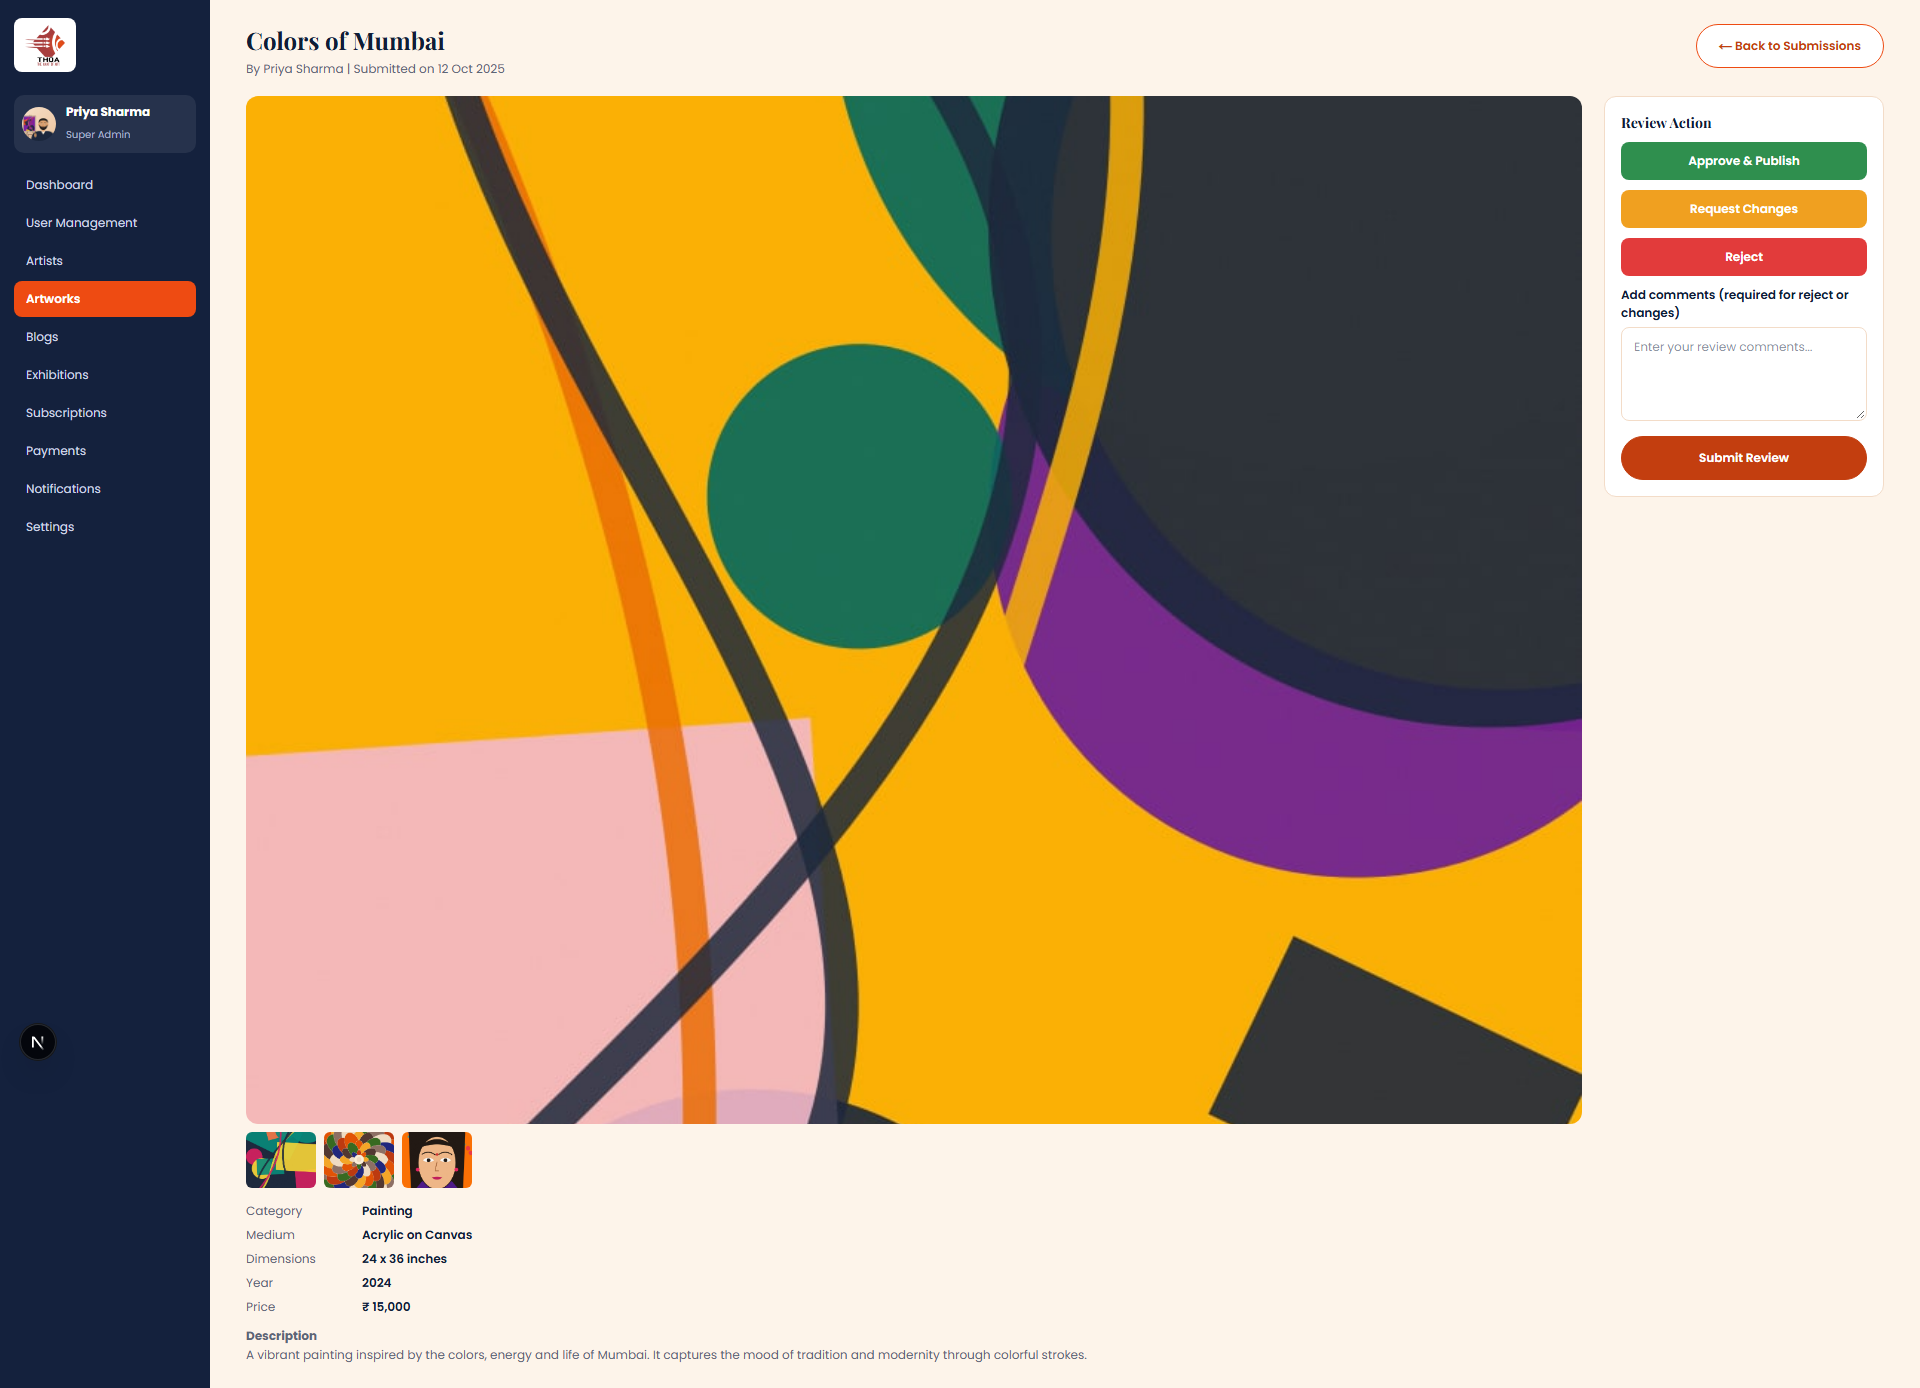 THOA
Priya Sharma
Super Admin
Dashboard
User Management
Artists
Artworks
Blogs
Exhibitions
Subscriptions
Payments
Notifications
Settings
N
Colors of Mumbai
By Priya Sharma | Submitted on 12 Oct 2025
← Back to Submissions
Category Painting
Medium Acrylic on Canvas
Dimensions 24 x 36 inches
Year 2024
Price ₹ 15,000
Description
A vibrant painting inspired by the colors, energy and life of Mumbai. It captures the mood of tradition and modernity through colorful strokes.
Review Action
Approve & Publish
Request Changes
Reject
Add comments (required for reject or
changes)
Enter your review comments...
Submit Review